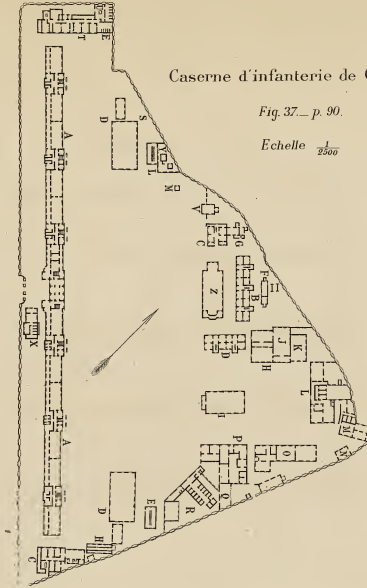 Caserne d'infanterie de
Fig. 37._ p. 90.
Echelle 1/2500
E
T
A
S
D
L
M
V
G
C
F
B
Z
H
J
K
L
X
M
A
P
O
D
E
R
H
C